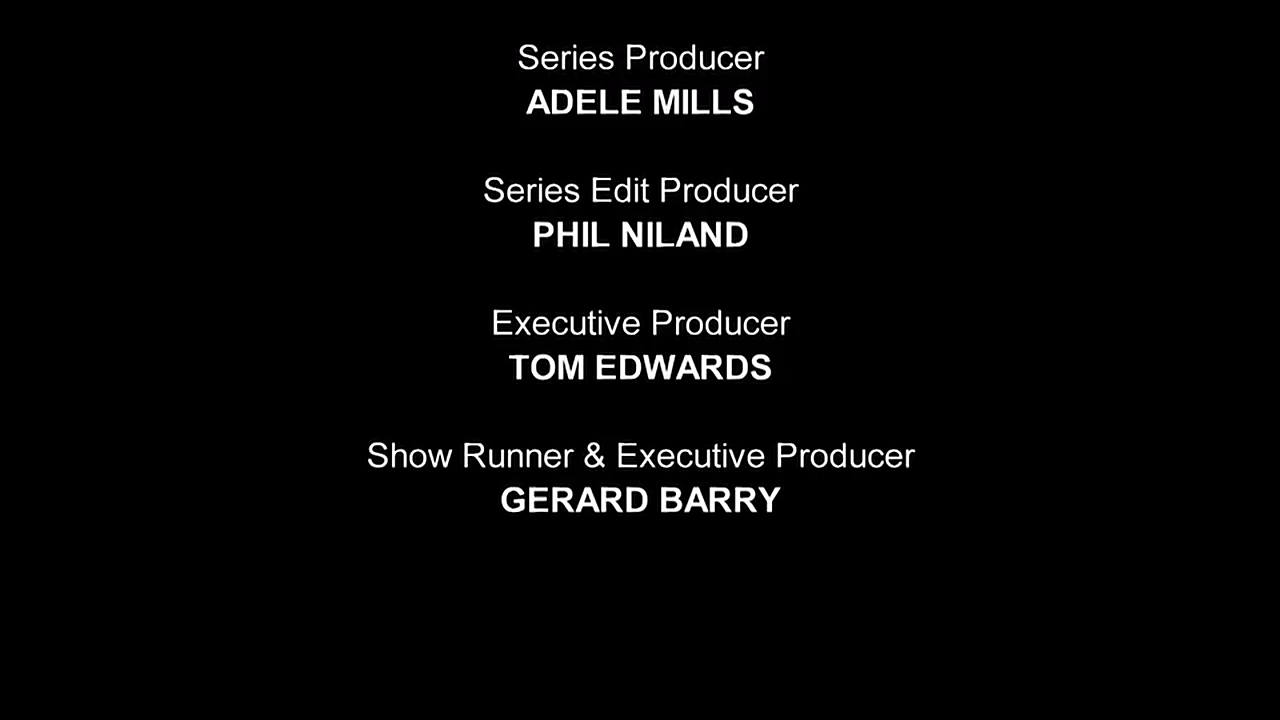 Series Producer
ADELE MILLS
Series Edit Producer
PHIL NILAND
Executive Producer
TOM EDWARDS
Show Runner & Executive Producer
GERARD BARRY